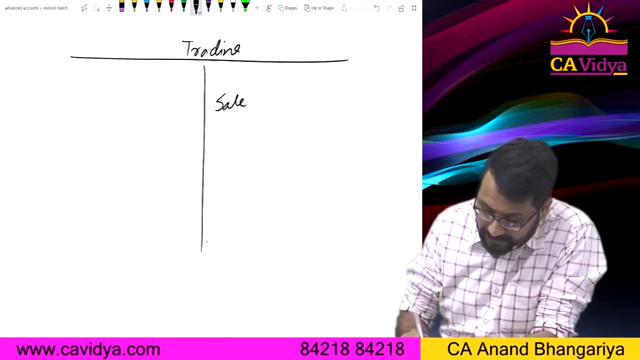 advanced accounts + revision batch
Shapes
Ink to Shape
Trading
Sale
CA Vidya
www.cavidya.com
84218 84218
CA Anand Bhangariya